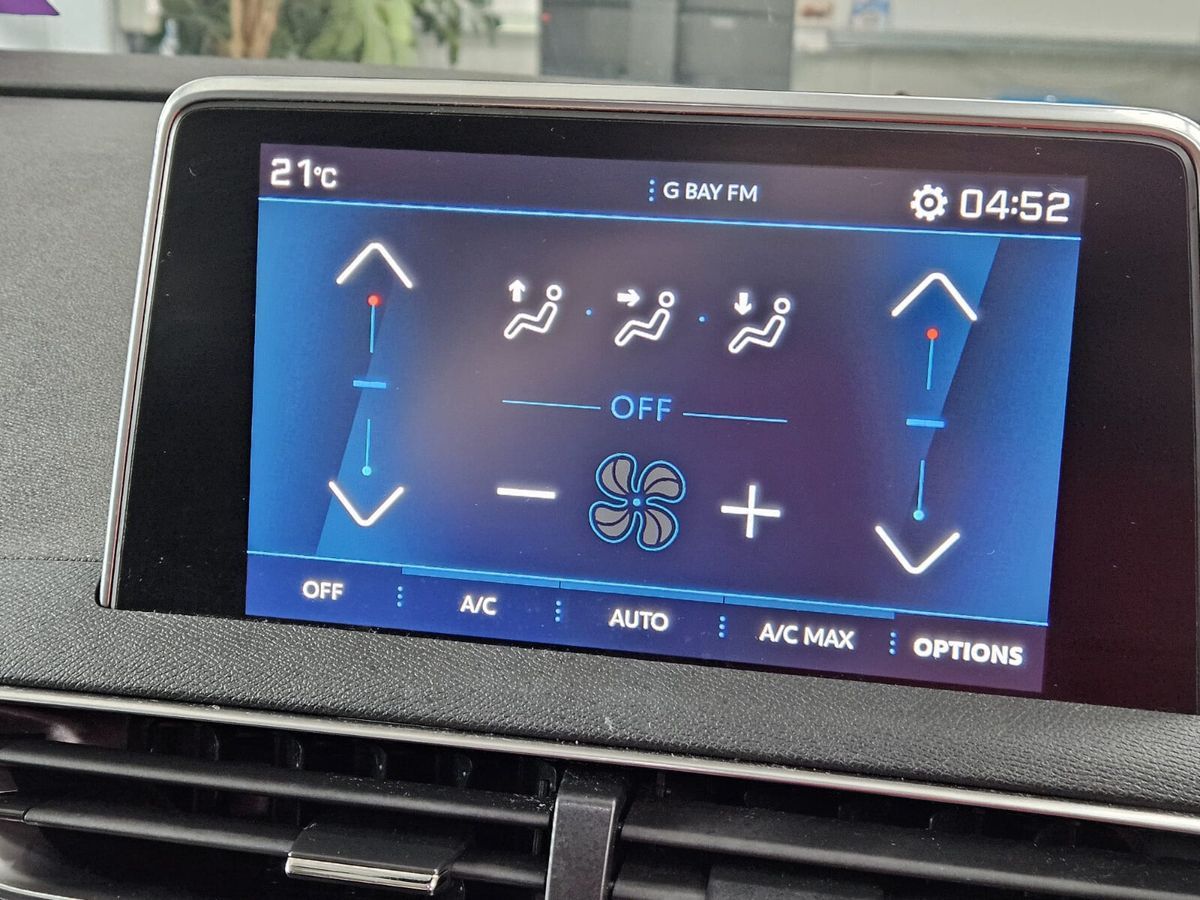 21°C
G BAY FM
04:52
OFF
OFF
A/C
AUTO
A/C MAX
OPTIONS